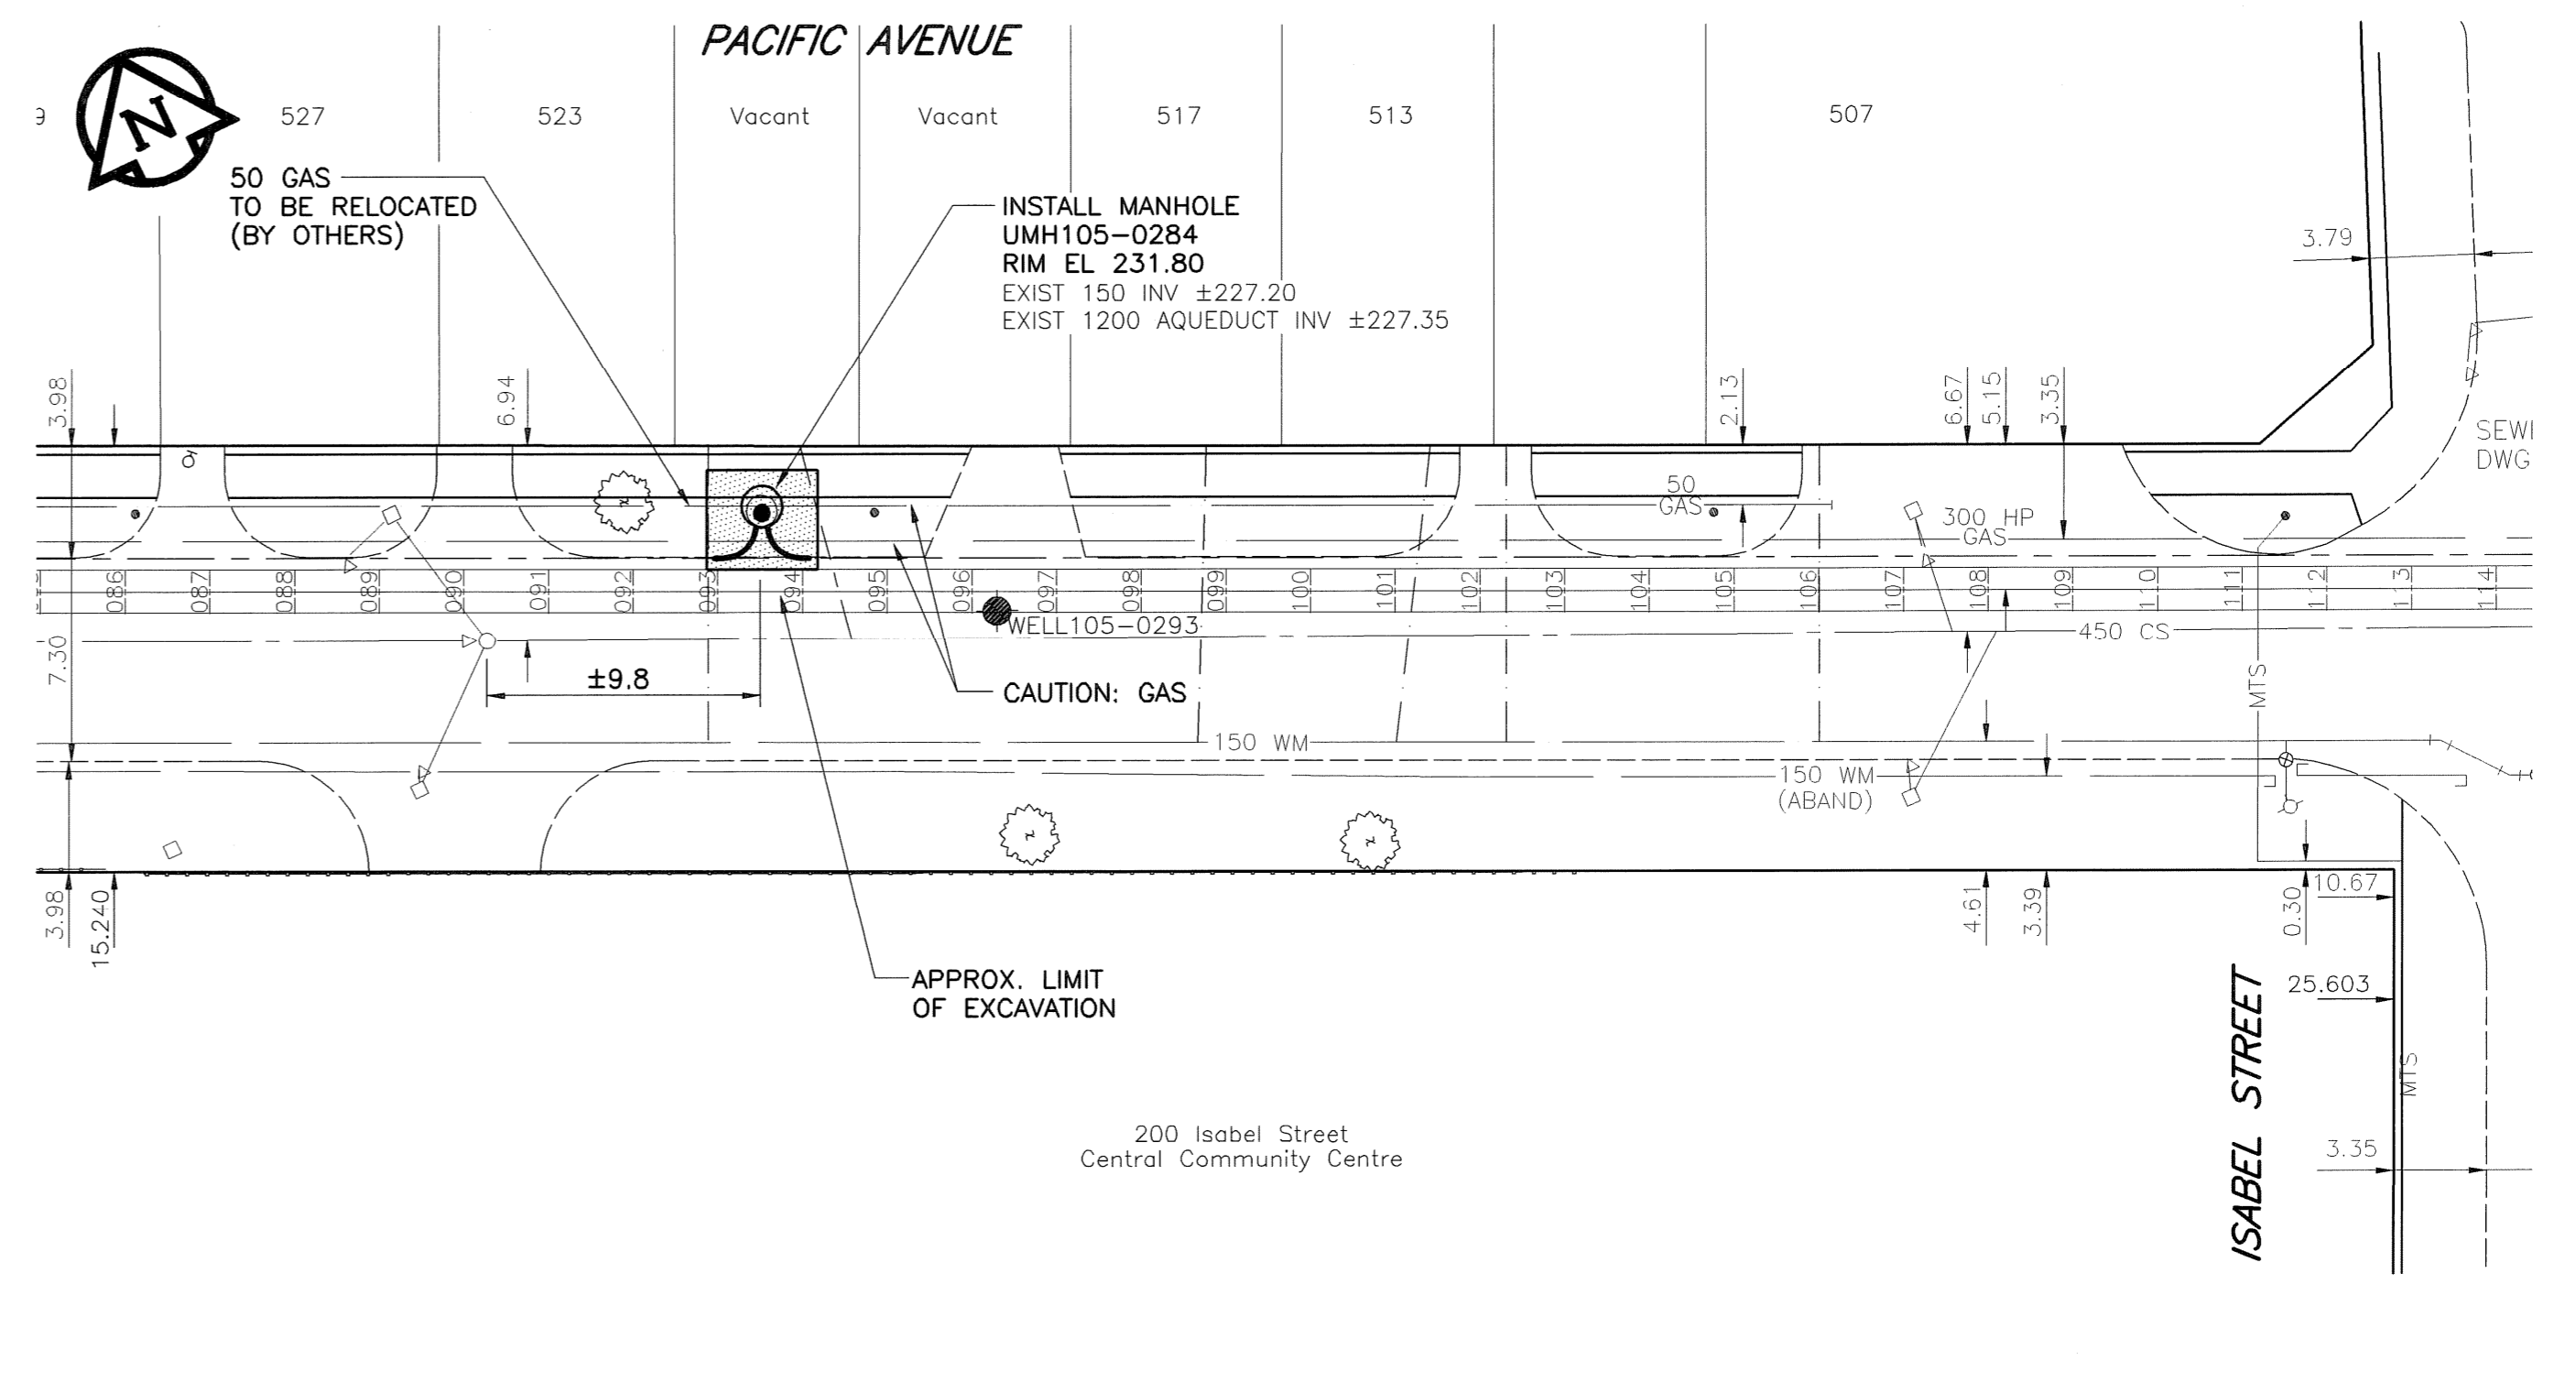 PACIFIC AVENUE
9
N
527
523
Vacant
Vacant
517
513
507
50 GAS
TO BE RELOCATED
(BY OTHERS)
INSTALL MANHOLE
UMH105-0284
RIM EL 231.80
EXIST 150 INV ±227.20
EXIST 1200 AQUEDUCT INV ±227.35
3.79
3.98
6.94
2.13
6.67
5.15
3.35
SEWE
DWG
50
GAS
300 HP
GAS
086
087
088
089
090
091
092
093
094
095
096
097
098
099
100
101
102
103
104
105
106
107
108
109
110
111
112
113
114
WELL105-0293
450 CS
7.30
±9.8
CAUTION: GAS
MTS
150 WM
150 WM
(ABAND)
3.98
15.240
4.61
3.39
0.30
10.67
APPROX. LIMIT
OF EXCAVATION
25.603
ISABEL STREET
MTS
200 Isabel Street
Central Community Centre
3.35